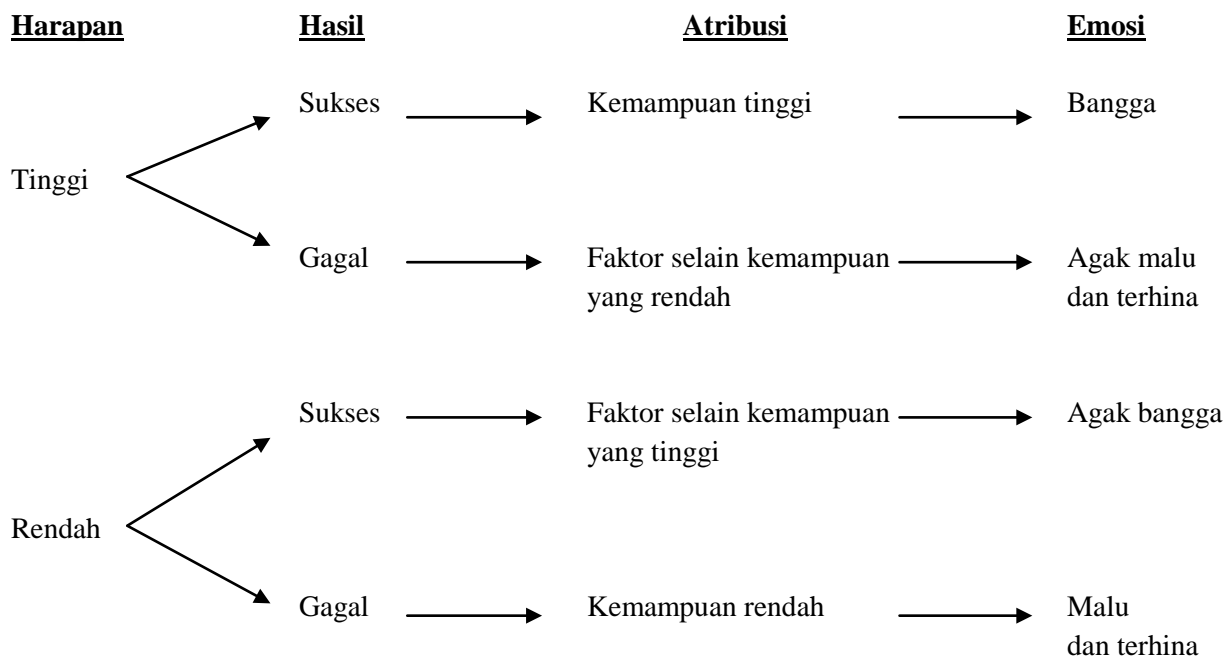 Harapan Hasil Atribusi Emosi
Sukses Kemampuan tinggi Bangga
Tinggi
Gagal Faktor selain kemampuan Agak malu
yang rendah dan terhina
Sukses Faktor selain kemampuan Agak bangga
yang tinggi
Rendah
Gagal Kemampuan rendah Malu
dan terhina